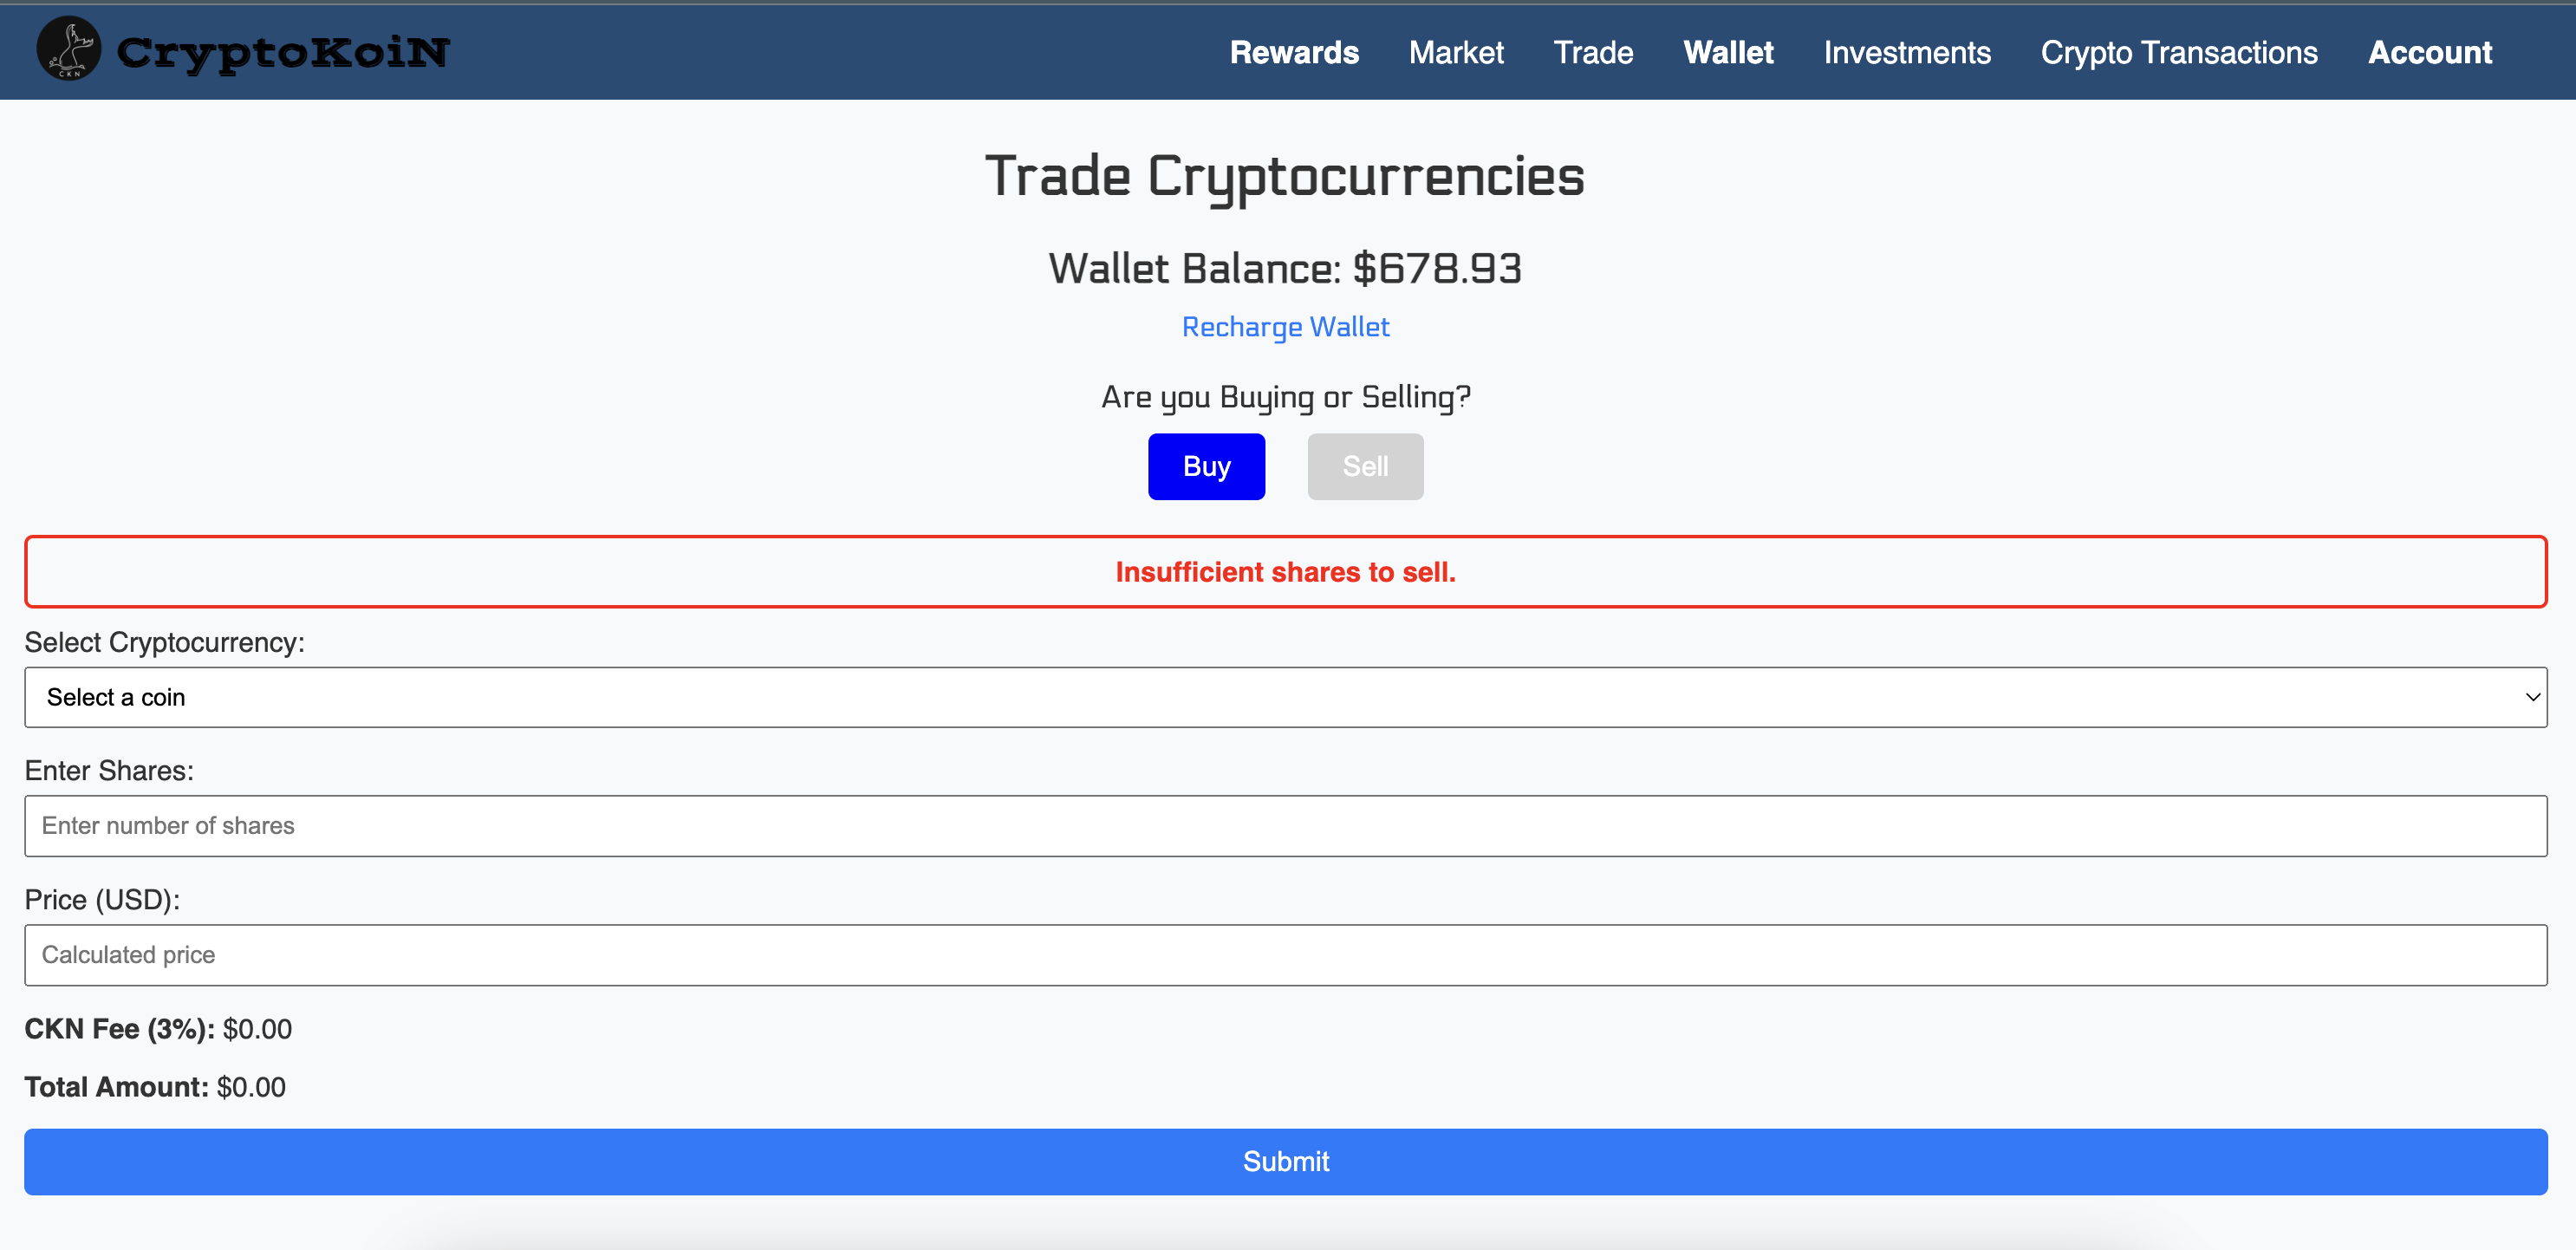 CKN
CryptoKoiN
Rewards Market Trade Wallet Investments Crypto Transactions Account
Trade Cryptocurrencies
Wallet Balance: $678.93
Recharge Wallet
Are you Buying or Selling?
Buy Sell
Insufficient shares to sell.
Select Cryptocurrency:
Select a coin
Enter Shares:
Enter number of shares
Price (USD):
Calculated price
CKN Fee (3%): $0.00
Total Amount: $0.00
Submit